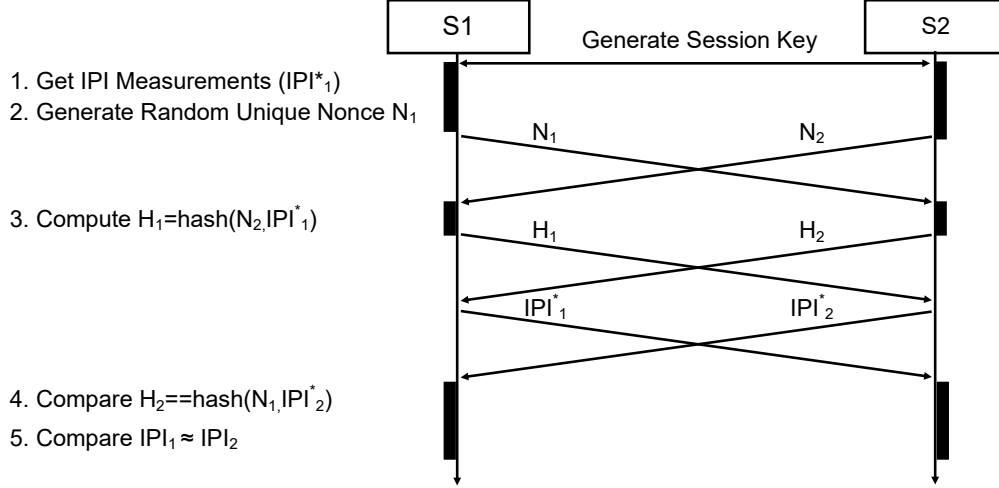 S1
S2
Generate Session Key
1. Get IPI Measurements (IPI*₁)
2. Generate Random Unique Nonce N₁
N₁
N₂
3. Compute H₁=hash(N₂,IPI*₁)
H₁
H₂
IPI*₁
IPI*₂
4. Compare H₂==hash(N₁,IPI*₂)
5. Compare IPI₁ ≈ IPI₂